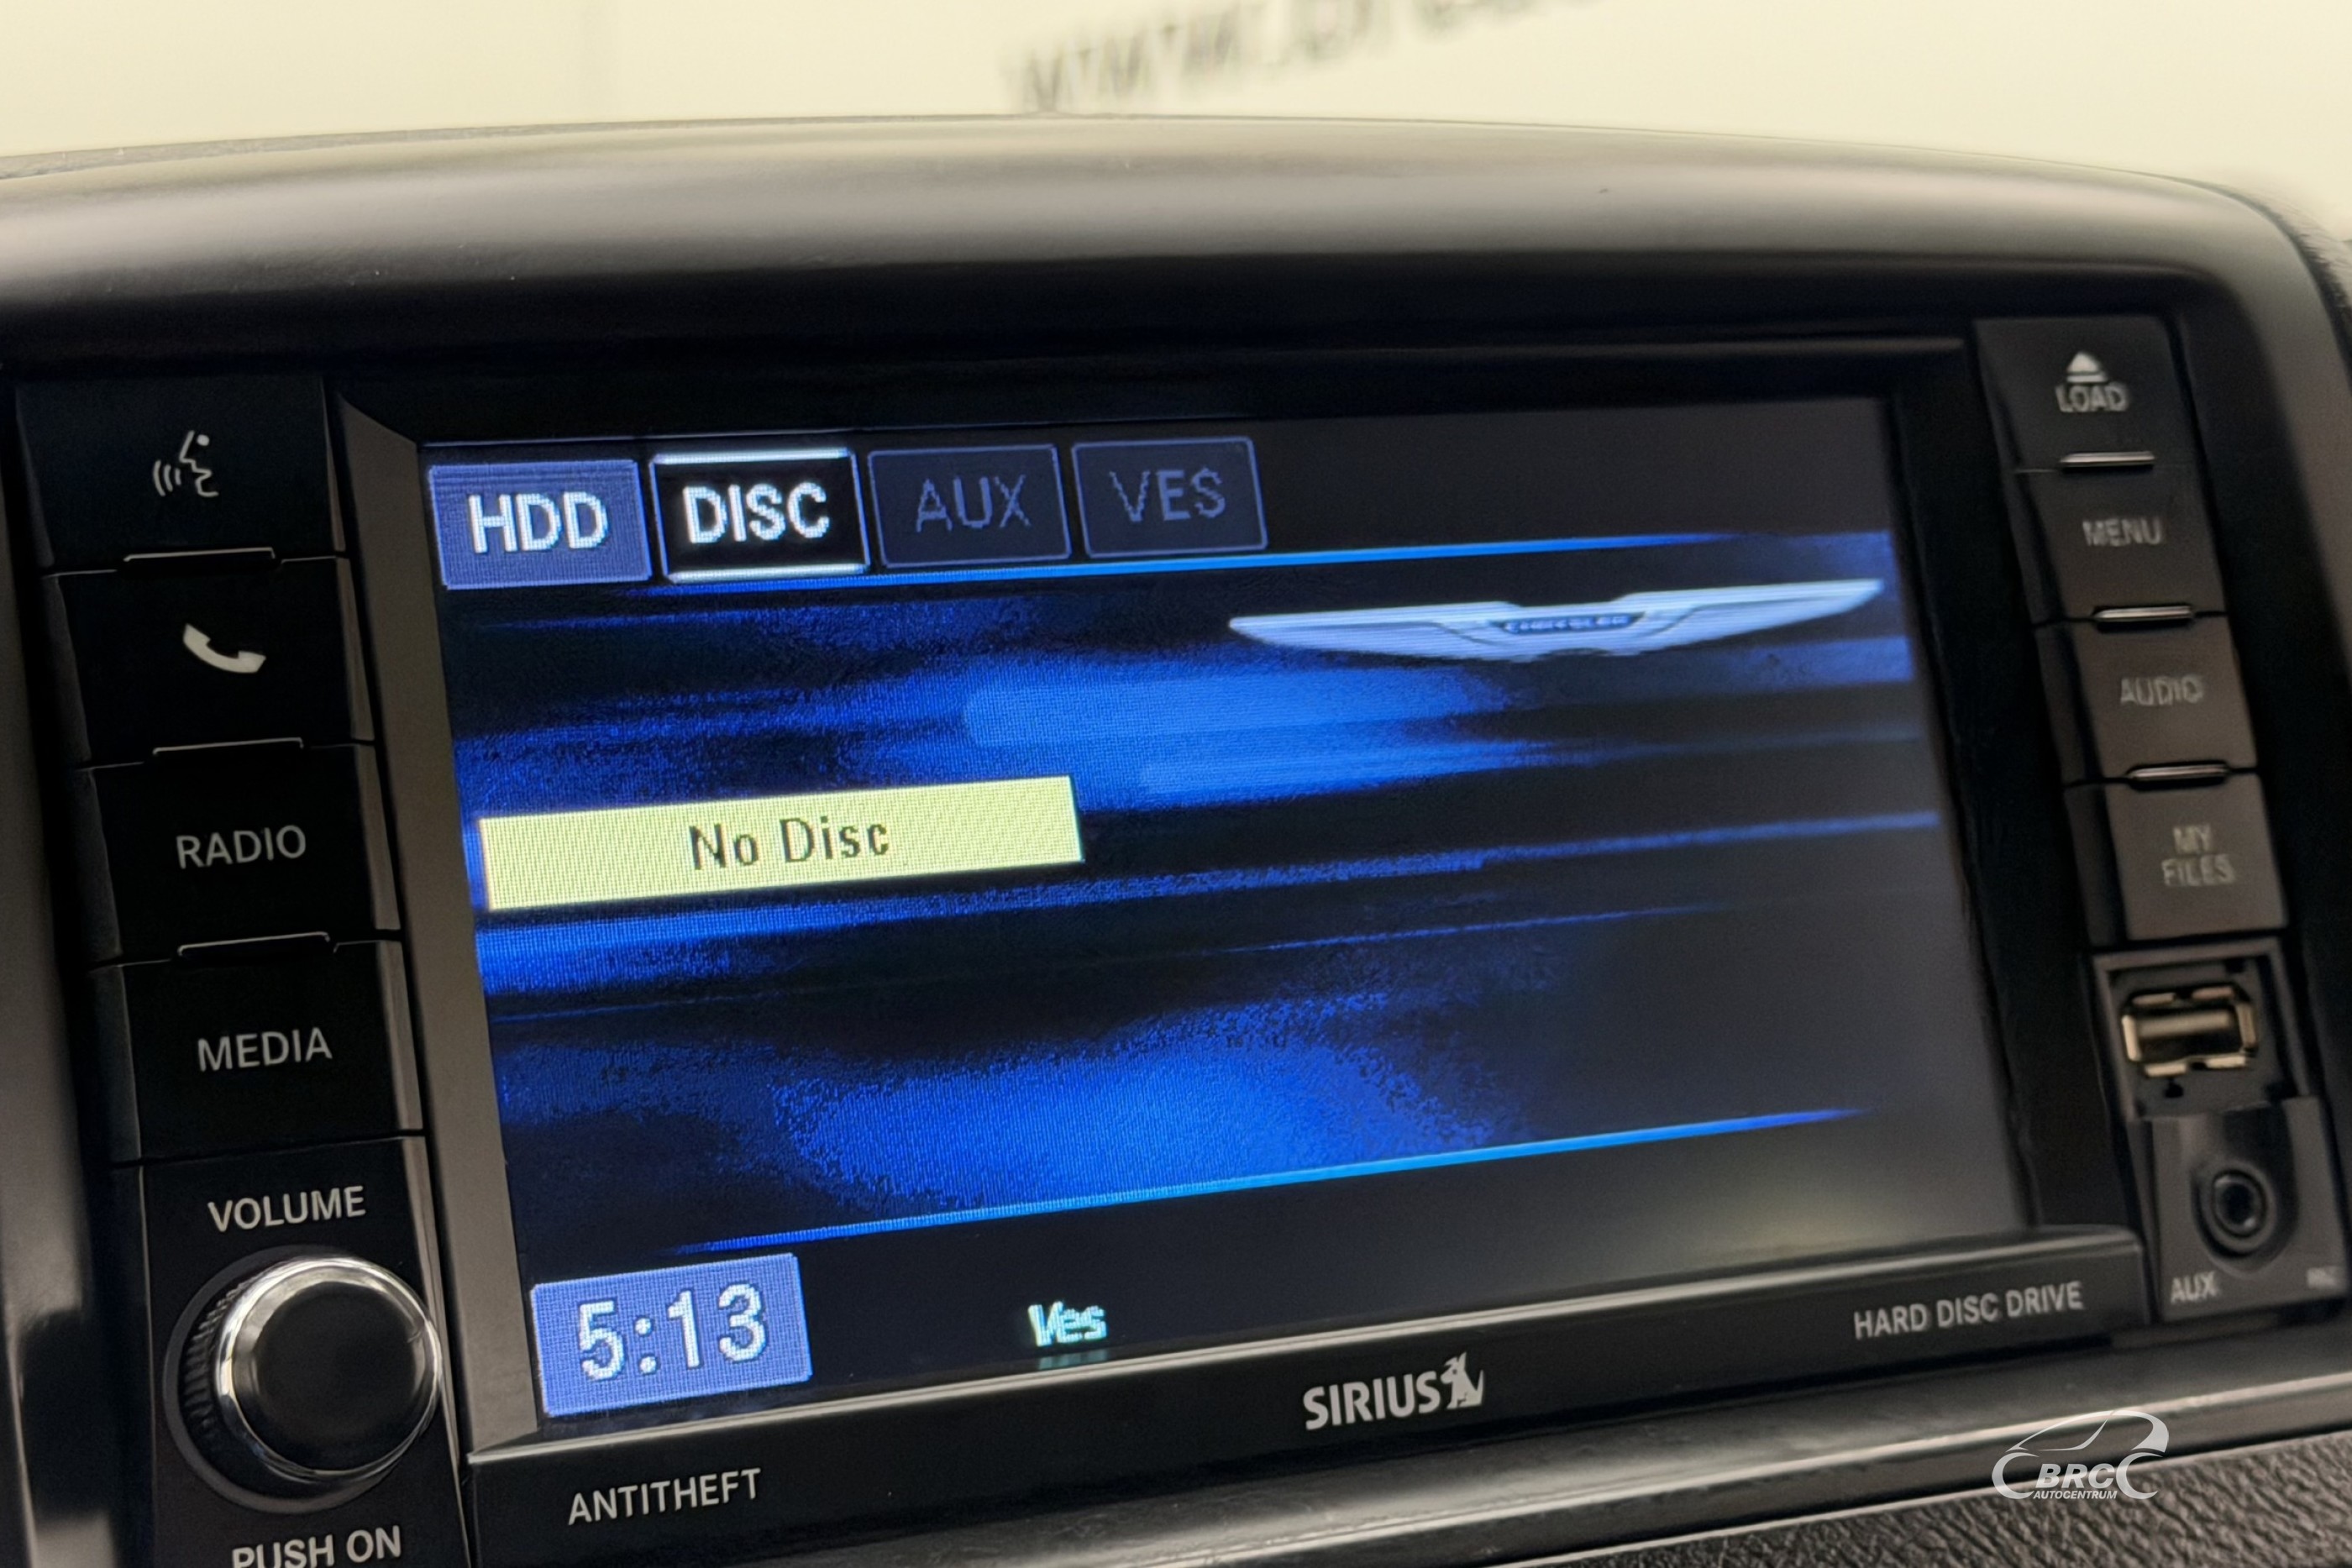 LOAD
HDD DISC AUX VES
MENU
CHRYSLER
AUDIO
No Disc
RADIO
MY
FILES
MEDIA
VOLUME
5:13
Ves
AUX
HARD DISC DRIVE
SIRIUS
ANTITHEFT
PUSH ON
BRC
AUTOCENTRUM